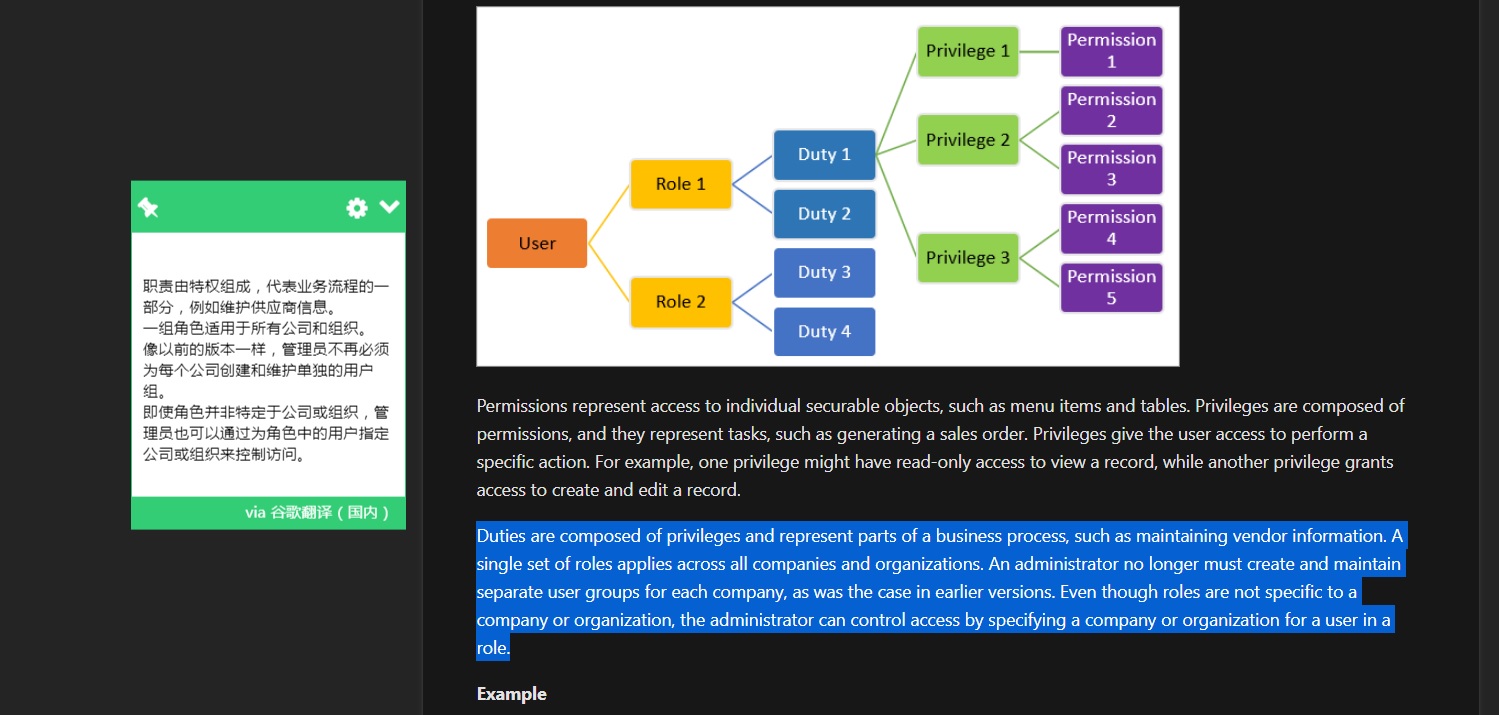 职责由特权组成，代表业务流程的一
部分，例如维护供应商信息。
一组角色适用于所有公司和组织。
像以前的版本一样，管理员不再必须
为每个公司创建和维护单独的用户
组。
即使角色并非特定于公司或组织，管
理员也可以通过为角色中的用户指定
公司或组织来控制访问。
via 谷歌翻译（国内）
User
Role 1
Role 2
Duty 1
Duty 2
Duty 3
Duty 4
Privilege 1
Privilege 2
Privilege 3
Permission
1
Permission
2
Permission
3
Permission
4
Permission
5
Permissions represent access to individual securable objects, such as menu items and tables. Privileges are composed of
permissions, and they represent tasks, such as generating a sales order. Privileges give the user access to perform a
specific action. For example, one privilege might have read-only access to view a record, while another privilege grants
access to create and edit a record.
Duties are composed of privileges and represent parts of a business process, such as maintaining vendor information. A
single set of roles applies across all companies and organizations. An administrator no longer must create and maintain
separate user groups for each company, as was the case in earlier versions. Even though roles are not specific to a
company or organization, the administrator can control access by specifying a company or organization for a user in a
role.
Example